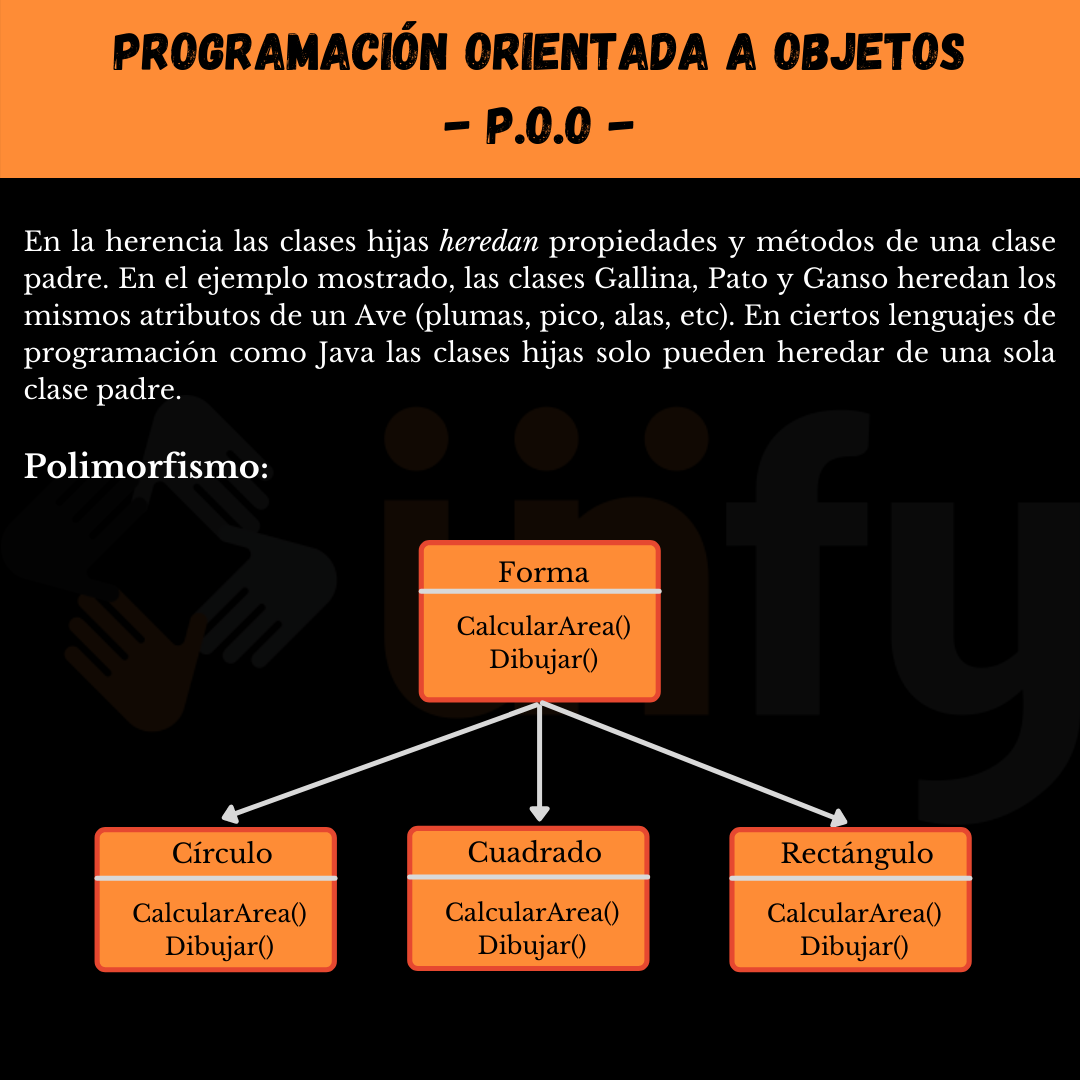 PROGRAMACIÓN ORIENTADA A OBJETOS
– P.O.O –
En la herencia las clases hijas heredan propiedades y métodos de una clase
padre. En el ejemplo mostrado, las clases Gallina, Pato y Ganso heredan los
mismos atributos de un Ave (plumas, pico, alas, etc). En ciertos lenguajes de
programación como Java las clases hijas solo pueden heredar de una sola
clase padre.
Polimorfismo:
iinfy
Forma
CalcularArea()
Dibujar()
Círculo
CalcularArea()
Dibujar()
Cuadrado
CalcularArea()
Dibujar()
Rectángulo
CalcularArea()
Dibujar()